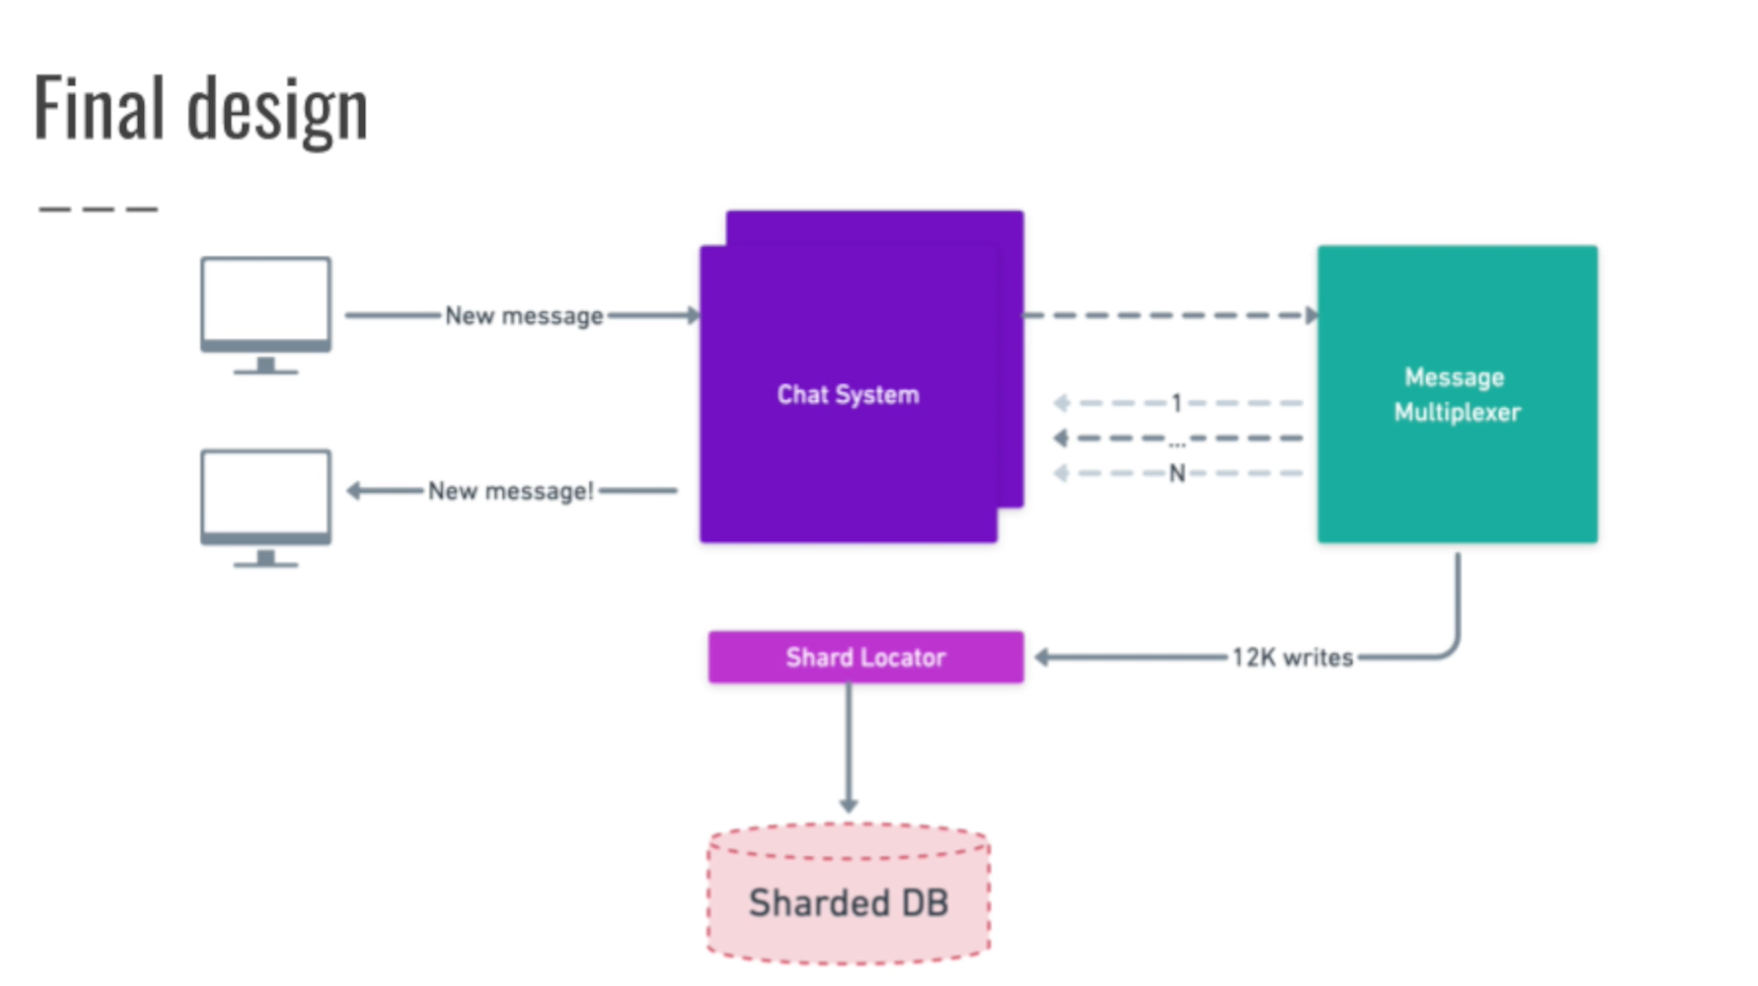 Final design
New message
Chat System
1
...
N
Message
Multiplexer
New message!
Shard Locator
12K writes
Sharded DB